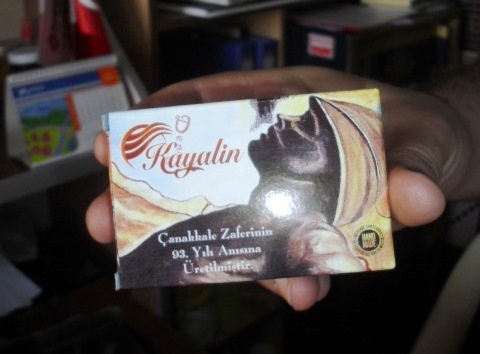 Kayalin
Çanakkale Zaferinin
93. Yılı Anısına
Üretilmiştir.